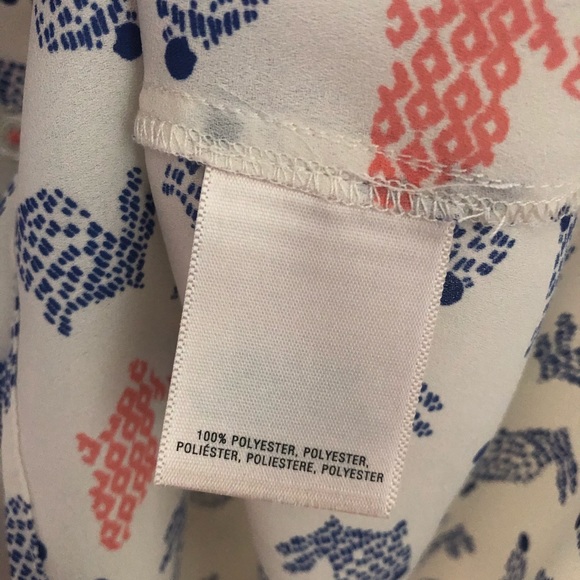 100% POLYESTER, POLYESTER,
POLIÉSTER, POLIESTERE, POLYESTER